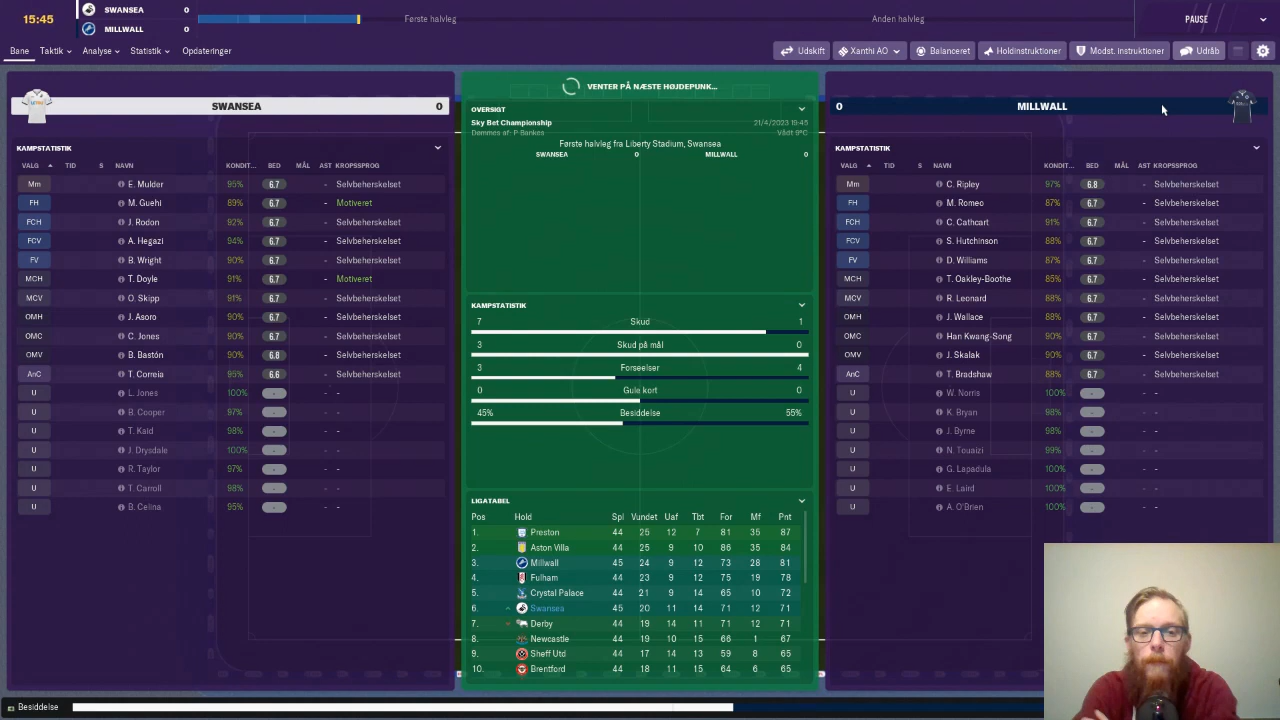 15:45 SWANSEA 0 MILLWALL 0 Første halvleg Anden halvleg PAUSE
Bane Taktik Analyse Statistik Opdateringer Udskift Xanthi AO Balanceret Holdinstruktioner Modst. instruktioner Udråb
SWANSEA 0
KAMPSTATISTIK
VALG TID S NAVN KONDIT... BED MÅL AST KROPSSPROG
Mm E. Mulder 95% 6.7 - Selvbeherskelset
FH M. Guehi 89% 6.7 - Motiveret
FCH J. Rodon 92% 6.7 - Selvbeherskelset
FCV A. Hegazi 94% 6.7 - Selvbeherskelset
FV B. Wright 90% 6.7 - Selvbeherskelset
MCH T. Doyle 91% 6.7 - Motiveret
MCV O. Skipp 91% 6.7 - Selvbeherskelset
OMH J. Asoro 90% 6.7 - Selvbeherskelset
OMC C. Jones 90% 6.7 - Selvbeherskelset
OMV B. Bastón 90% 6.8 - Selvbeherskelset
AnC T. Correia 95% 6.6 - Selvbeherskelset
U L. Jones 100% - - -
U B. Cooper 97% - - -
U T. Kaid 98% - - -
U J. Drysdale 100% - - -
U R. Taylor 97% - - -
U T. Carroll 98% - - -
U B. Celina 95% - - -
VENTER PÅ NÆSTE HØJDEPUNK...
OVERSIGT
Sky Bet Championship 21/4/2023 19:45
Dømmes af: P Bankes Vådt 9°C
Første halvleg fra Liberty Stadium, Swansea
SWANSEA 0 MILLWALL 0
KAMPSTATISTIK
7 Skud 1
3 Skud på mål 0
3 Forseelser 4
0 Gule kort 0
45% Besiddelse 55%
LIGATABEL
Pos Hold Spl Vundet Uaf Tbt For Mf Pnt
1. Preston 44 25 12 7 81 35 87
2. Aston Villa 44 25 9 10 86 35 84
3. Millwall 45 24 9 12 73 28 81
4. Fulham 44 23 9 12 75 19 78
5. Crystal Palace 44 21 9 14 65 10 72
6. Swansea 45 20 11 14 71 12 71
7. Derby 44 19 14 11 71 12 71
8. Newcastle 44 19 10 15 66 1 67
9. Sheff Utd 44 17 14 13 59 8 65
10. Brentford 44 18 11 15 64 6 65
0 MILLWALL
KAMPSTATISTIK
VALG TID S NAVN KONDIT... BED MÅL AST KROPSSPROG
Mm C. Ripley 97% 6.8 - Selvbeherskelset
FH M. Romeo 87% 6.7 - Selvbeherskelset
FCH C. Cathcart 91% 6.7 - Selvbeherskelset
FCV S. Hutchinson 88% 6.7 - Selvbeherskelset
FV D. Williams 87% 6.7 - Selvbeherskelset
MCH T. Oakley-Boothe 85% 6.7 - Selvbeherskelset
MCV R. Leonard 88% 6.7 - Selvbeherskelset
OMH J. Wallace 88% 6.7 - Selvbeherskelset
OMC Han Kwang-Song 90% 6.7 - Selvbeherskelset
OMV J. Skalak 90% 6.7 - Selvbeherskelset
AnC T. Bradshaw 88% 6.7 - Selvbeherskelset
U W. Norris 100% - - -
U K. Bryan 98% - - -
U J. Byrne 98% - - -
U N. Touaizi 99% - - -
U G. Lapadula 100% - - -
U E. Laird 100% - - -
U A. O'Brien 100% - - -
Besiddelse